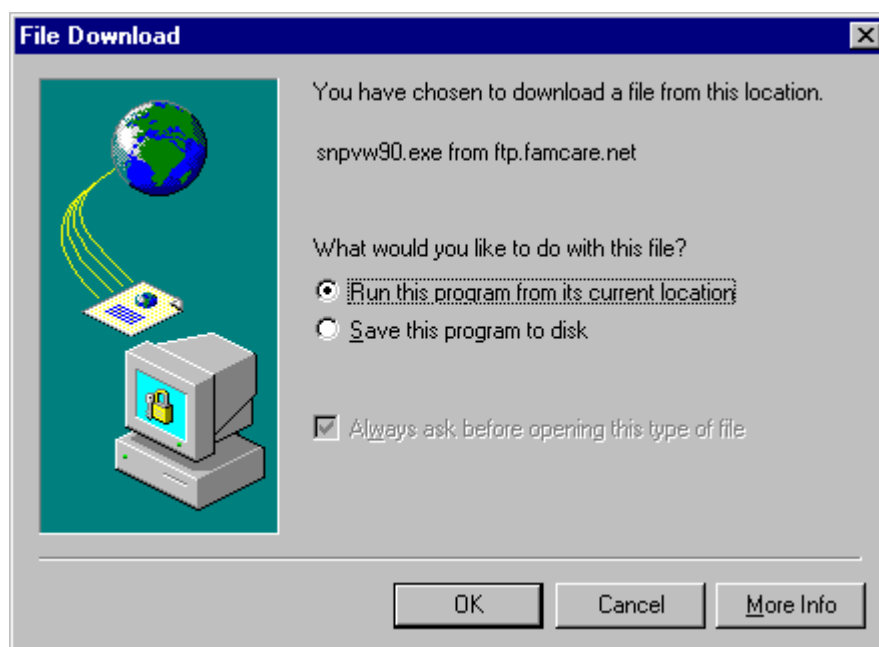 File Download
You have chosen to download a file from this location.
snpvw90.exe from ftp.famcare.net
What would you like to do with this file?
Run this program from its current location
Save this program to disk
Always ask before opening this type of file
OK
Cancel
More Info